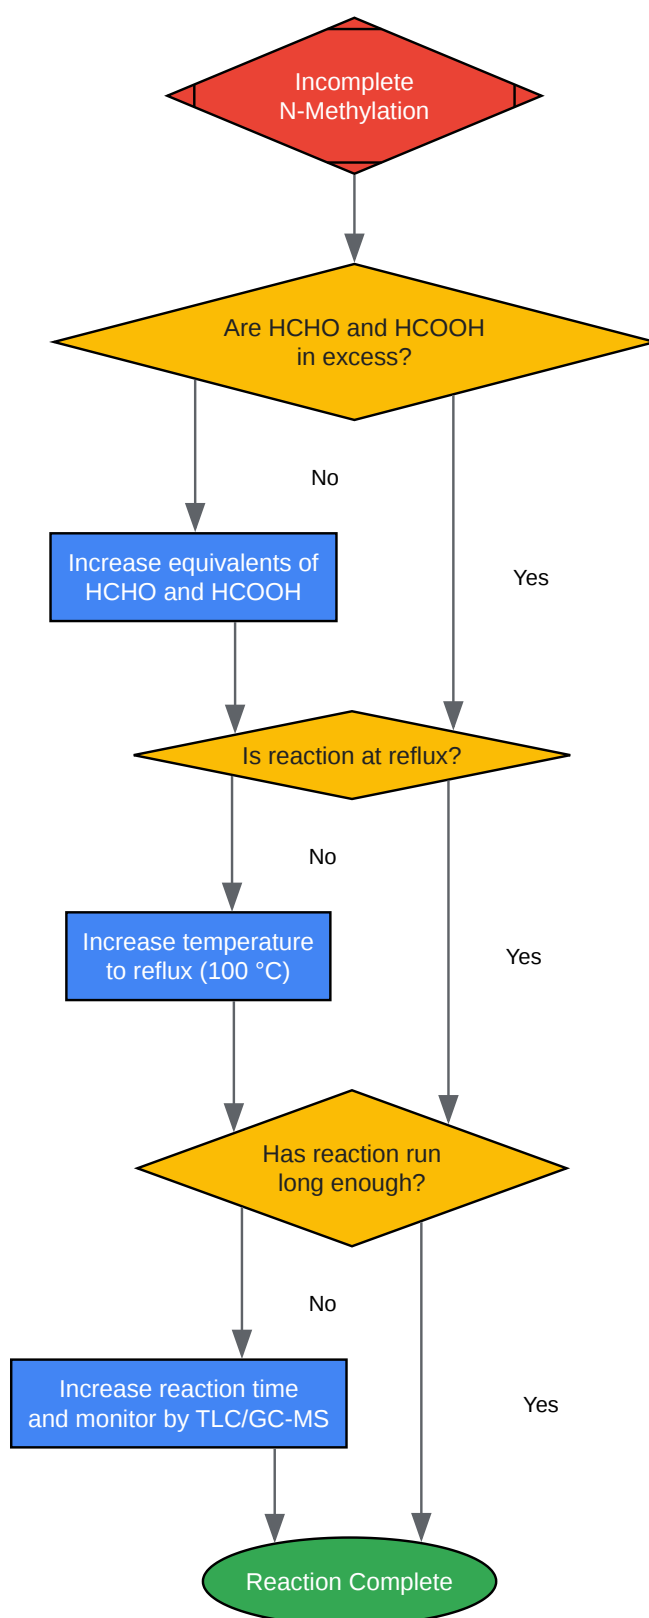 Incomplete
N-Methylation
Are HCHO and HCOOH
in excess?
No
Increase equivalents of
HCHO and HCOOH
Yes
Is reaction at reflux?
No
Increase temperature
to reflux (100 °C)
Yes
Has reaction run
long enough?
No
Increase reaction time
and monitor by TLC/GC-MS
Yes
Reaction Complete